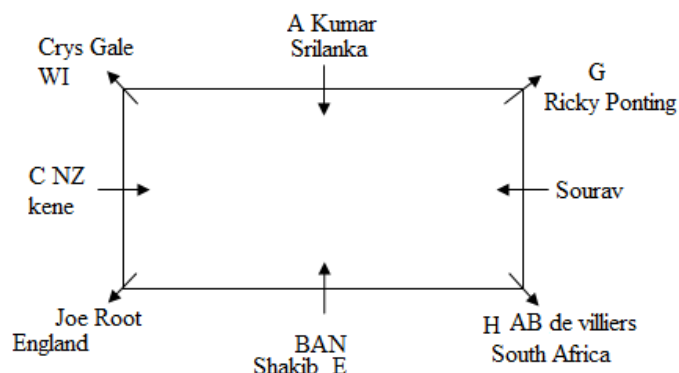 A Kumar
Srilanka
Crys Gale
WI
G
Ricky Ponting
C NZ
kene
Sourav
Joe Root
England
BAN
Shakib E
H AB de villiers
South Africa